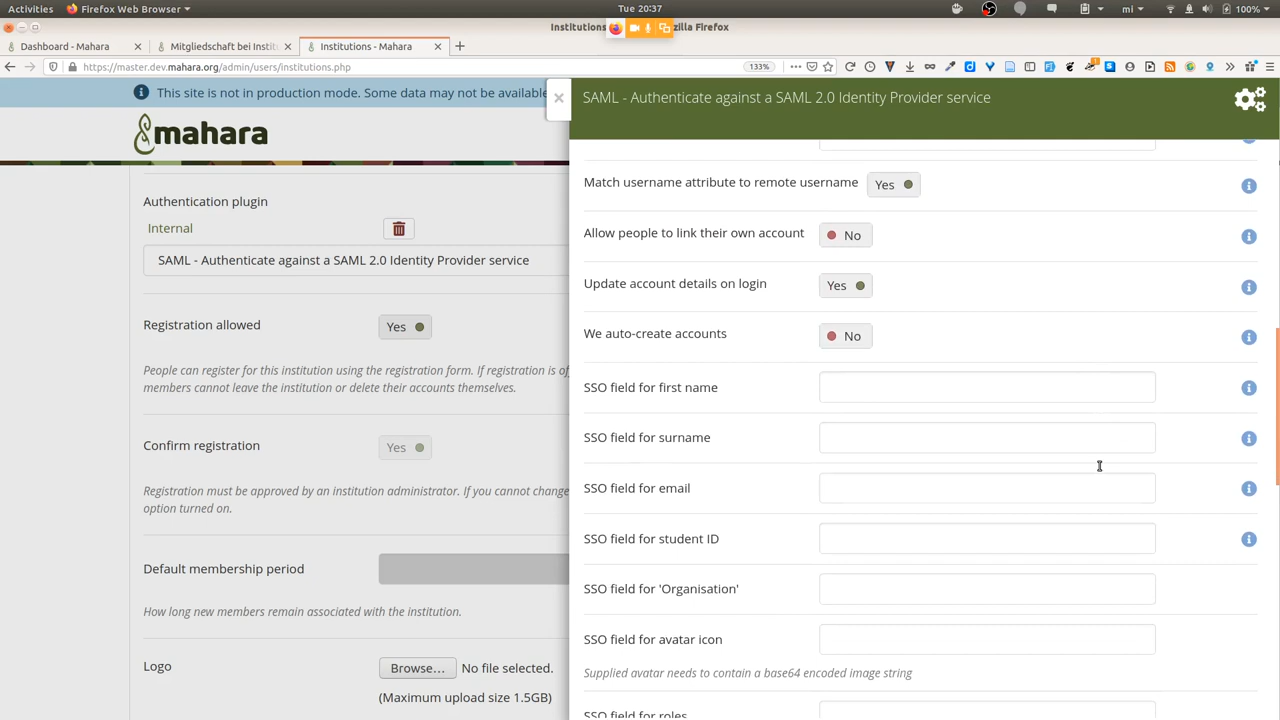 Activities Firefox Web Browser Tue 20:37 mi 100%
Institutions zilla Firefox
Dashboard - Mahara Mitgliedschaft bei Instit Institutions - Mahara
https://master.dev.mahara.org/admin/users/institutions.php 133%
This site is not in production mode. Some data may not be available
mahara
Authentication plugin
Internal
SAML - Authenticate against a SAML 2.0 Identity Provider service
Registration allowed Yes
People can register for this institution using the registration form. If registration is of
members cannot leave the institution or delete their accounts themselves.
Confirm registration Yes
Registration must be approved by an institution administrator. If you cannot change
option turned on.
Default membership period
How long new members remain associated with the institution.
Logo Browse... No file selected.
(Maximum upload size 1.5GB)
SAML - Authenticate against a SAML 2.0 Identity Provider service
Match username attribute to remote username Yes
Allow people to link their own account No
Update account details on login Yes
We auto-create accounts No
SSO field for first name
SSO field for surname
SSO field for email
SSO field for student ID
SSO field for 'Organisation'
SSO field for avatar icon
Supplied avatar needs to contain a base64 encoded image string
SSO field for roles